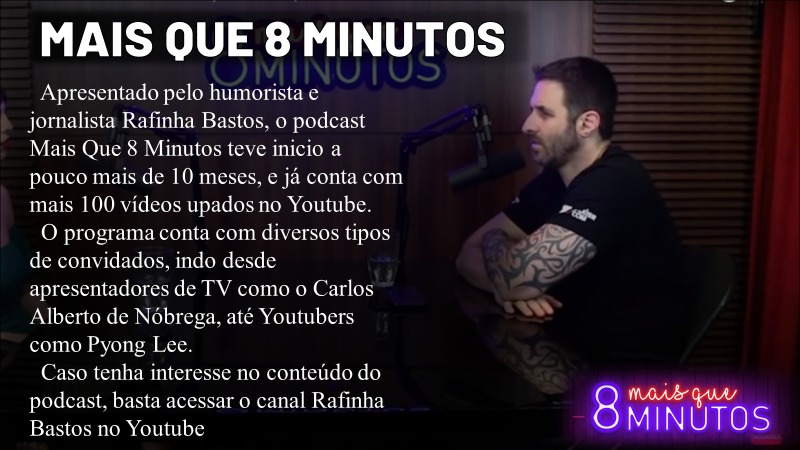 MAIS QUE 8 MINUTOS
8MINUTOS
Apresentado pelo humorista e
jornalista Rafinha Bastos, o podcast
Mais Que 8 Minutos teve inicio a
pouco mais de 10 meses, e já conta com
mais 100 vídeos upados no Youtube.
O programa conta com diversos tipos
de convidados, indo desde
apresentadores de TV como o Carlos
Alberto de Nóbrega, até Youtubers
como Pyong Lee.
Caso tenha interesse no conteúdo do
podcast, basta acessar o canal Rafinha
Bastos no Youtube
mais que
8 MINUTOS